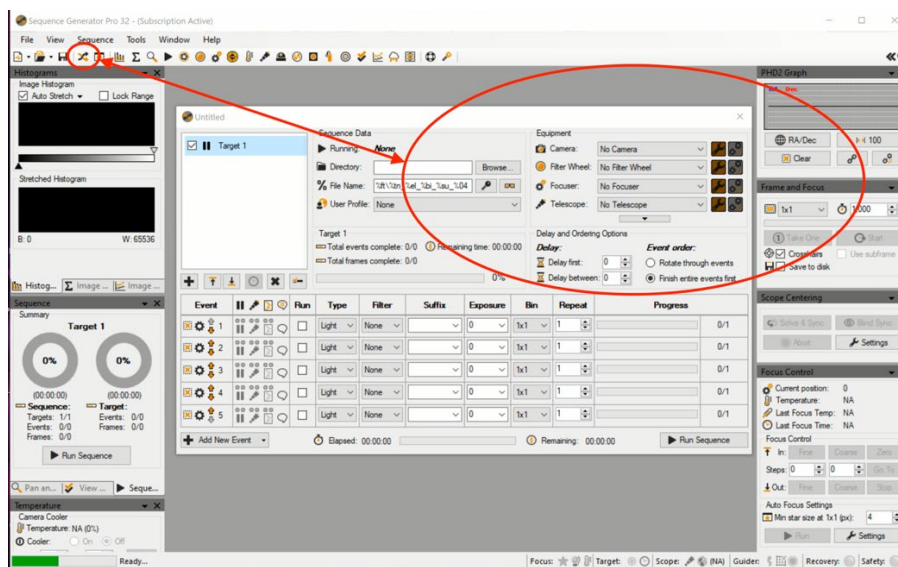 Sequence Generator Pro 32 - (Subscription Active)
File View Sequence Tools Window Help
Histograms
Image Histogram
Auto Stretch Lock Range
Stretched Histogram
B: 0 W: 65536
Histog... Image ... Image ...
Sequence
Summary
Target 1
0% 0%
(00:00:00) (00:00:00)
Sequence: Target:
Targets: 1/1 Events: 0/0
Events: 0/0 Frames: 0/0
Frames: 0/0
Run Sequence
Pan an... View ... Seque...
Temperature
Camera Cooler
Temperature: NA (0%)
Cooler: On Off
Ready...
Untitled
Target 1
Sequence Data
Running: None
Directory: Browse...
File Name: %ft\%tn_%el_%bi_%su_%04
User Profile: None
Equipment
Camera: No Camera
Filter Wheel: No Filter Wheel
Focuser: No Focuser
Telescope: No Telescope
Target 1
Total events complete: 0/0 Remaining time: 00:00:00
Total frames complete: 0/0
0%
Delay and Ordering Options
Delay: Event order:
Delay first: 0 Rotate through events
Delay between: 0 Finish entire events first
Event Run Type Filter Suffix Exposure Bin Repeat Progress
1 Light None 0 1x1 1 0/1
2 Light None 0 1x1 1 0/1
3 Light None 0 1x1 1 0/1
4 Light None 0 1x1 1 0/1
5 Light None 0 1x1 1 0/1
Add New Event Elapsed: 00:00:00 Remaining: 00:00:00 Run Sequence
PHD2 Graph
Dec
RA/Dec 100
Clear
Frame and Focus
1x1 1.000
Take One Start
Crosshairs Use subframe
Save to disk
Scope Centering
Solve & Sync Blind Sync
Abort Settings
Focus Control
Current position: 0
Temperature: NA
Last Focus Temp: NA
Last Focus Time: NA
Focus Control
In: Fine Coarse Zero
Steps: 0 0 Go To
Out: Fine Coarse Stop
Auto Focus Settings
Min star size at 1x1 (px): 4
Run Settings
Focus: Target: Scope: (NA) Guider: Recovery: Safety: